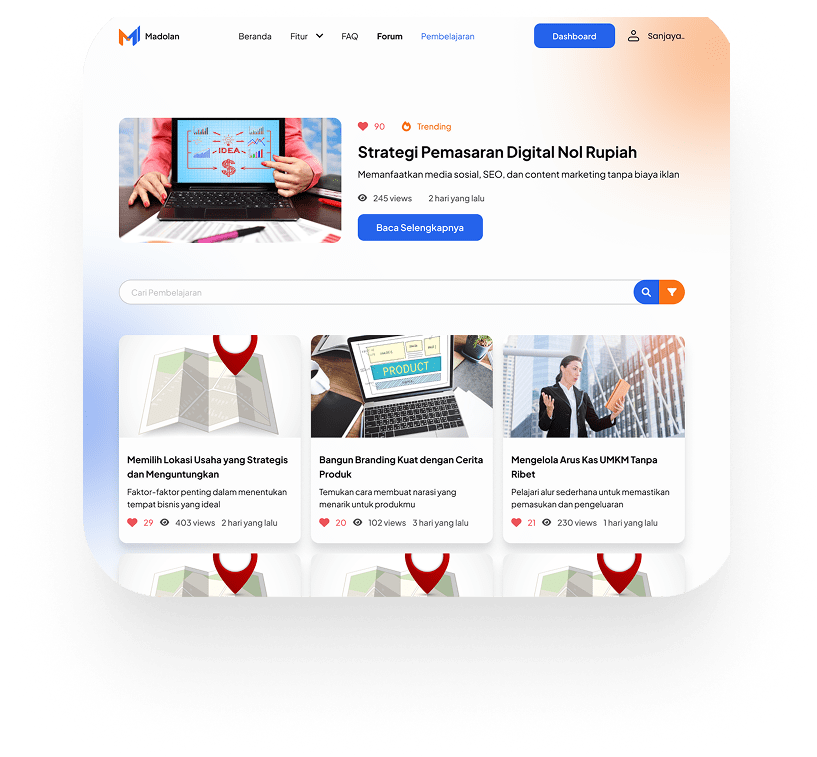 Madolan
Beranda
Fitur
FAQ
Forum
Pembelajaran
Dashboard
Sanjaya..
IDEA
$
90
Trending
Strategi Pemasaran Digital Nol Rupiah
Memanfaatkan media sosial, SEO, dan content marketing tanpa biaya iklan
245 views
2 hari yang lalu
Baca Selengkapnya
Cari Pembelajaran
PRODUCT
Memilih Lokasi Usaha yang Strategis
dan Menguntungkan
Faktor-faktor penting dalam menentukan
tempat bisnis yang ideal
29
403 views
2 hari yang lalu
Bangun Branding Kuat dengan Cerita
Produk
Temukan cara membuat narasi yang
menarik untuk produkmu
20
102 views
3 hari yang lalu
Mengelola Arus Kas UMKM Tanpa
Ribet
Pelajari alur sederhana untuk memastikan
pemasukan dan pengeluaran
21
230 views
1 hari yang lalu